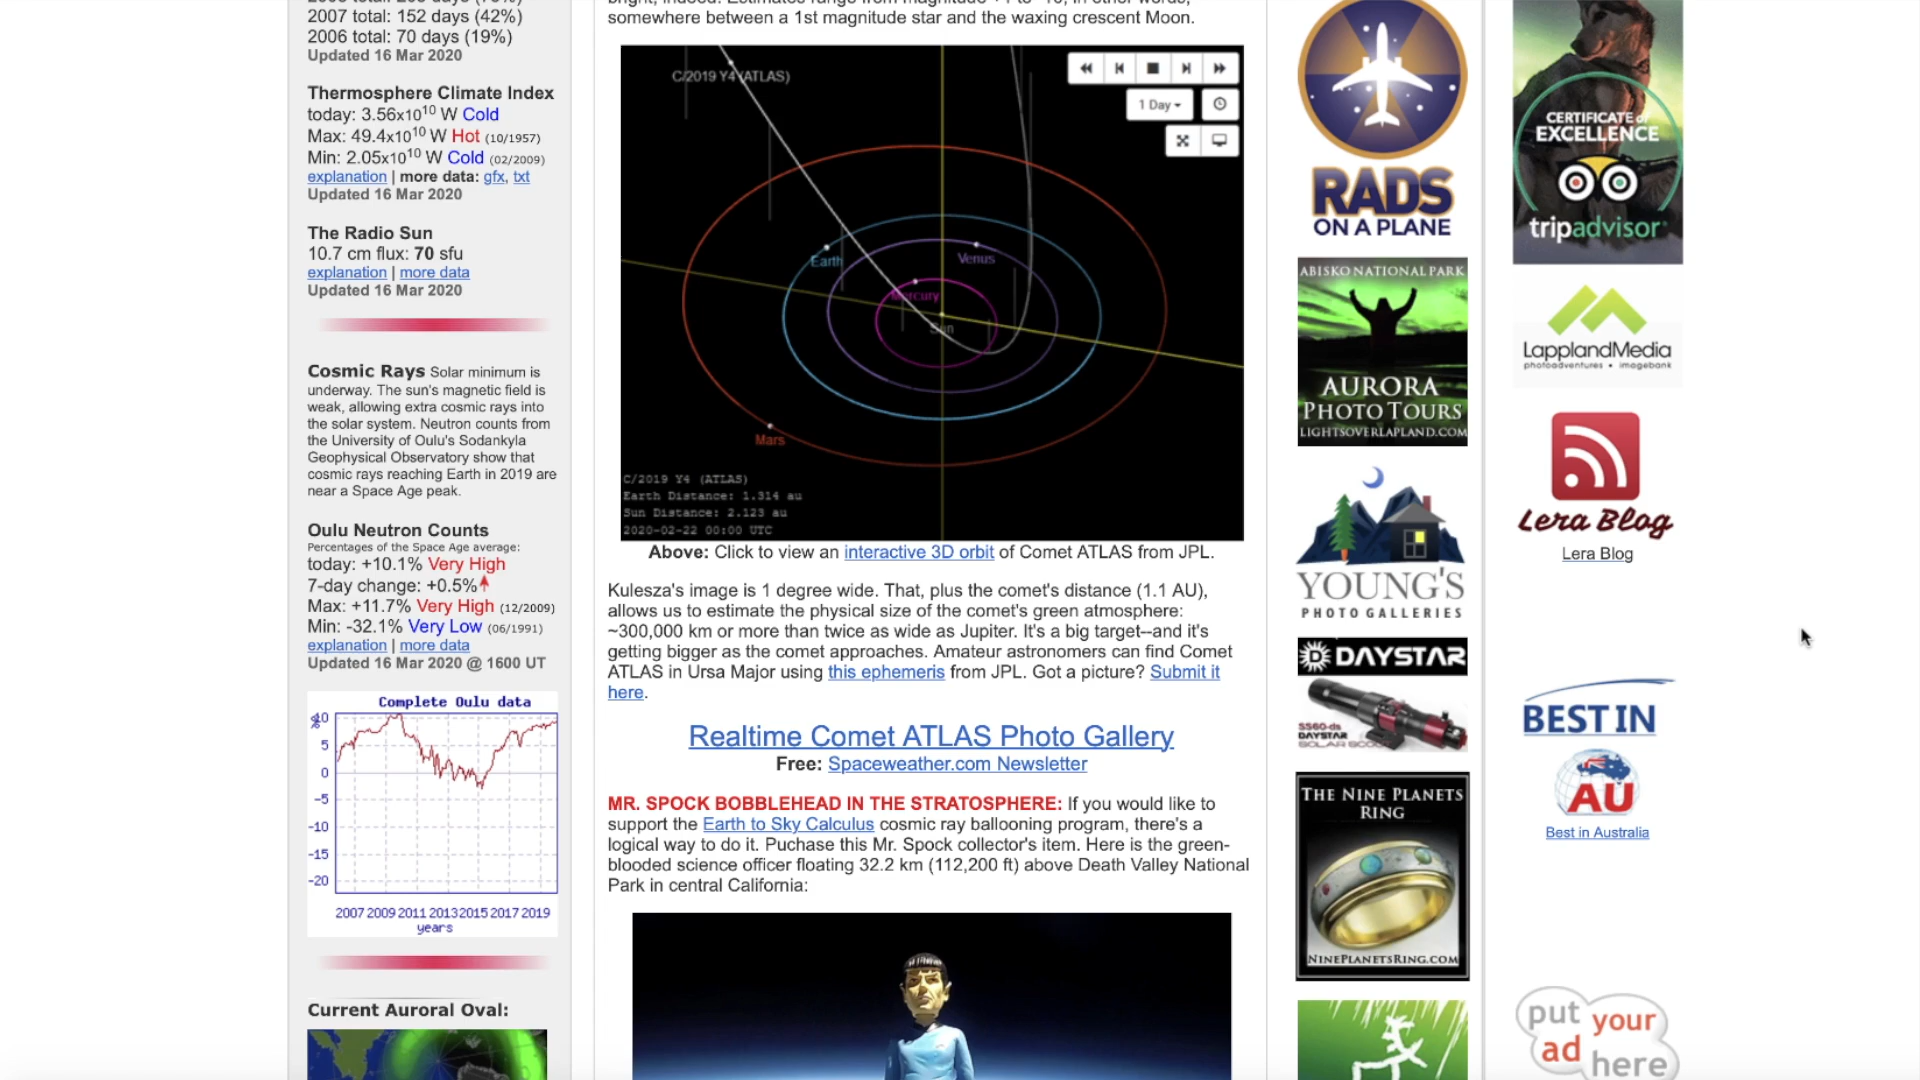 2007 total: 152 days (42%)
2006 total: 70 days (19%)
Updated 16 Mar 2020
Thermosphere Climate Index
today: 3.56x10^10 W Cold
Max: 49.4x10^10 W Hot (10/1957)
Min: 2.05x10^10 W Cold (02/2009)
explanation | more data: gfx, txt
Updated 16 Mar 2020
The Radio Sun
10.7 cm flux: 70 sfu
explanation | more data
Updated 16 Mar 2020
Cosmic Rays Solar minimum is
underway. The sun's magnetic field is
weak, allowing extra cosmic rays into
the solar system. Neutron counts from
the University of Oulu's Sodankyla
Geophysical Observatory show that
cosmic rays reaching Earth in 2019 are
near a Space Age peak.
Oulu Neutron Counts
Percentages of the Space Age average:
today: +10.1% Very High
7-day change: +0.5%
Max: +11.7% Very High (12/2009)
Min: -32.1% Very Low (06/1991)
explanation | more data
Updated 16 Mar 2020 @ 1600 UT
Complete Oulu data
%
10
5
0
-5
-10
-15
-20
2007 2009 2011 2013 2015 2017 2019
years
Current Auroral Oval:
somewhere between a 1st magnitude star and the waxing crescent Moon.
C/2019 Y4 (ATLAS)
1 Day
Earth
Venus
Mercury
Sun
Mars
C/2019 Y4 (ATLAS)
Earth Distance: 1.314 au
Sun Distance: 2.123 au
2020-02-22 00:00 UTC
Above: Click to view an interactive 3D orbit of Comet ATLAS from JPL.
Kulesza's image is 1 degree wide. That, plus the comet's distance (1.1 AU),
allows us to estimate the physical size of the comet's green atmosphere:
~300,000 km or more than twice as wide as Jupiter. It's a big target--and it's
getting bigger as the comet approaches. Amateur astronomers can find Comet
ATLAS in Ursa Major using this ephemeris from JPL. Got a picture? Submit it
here.
Realtime Comet ATLAS Photo Gallery
Free: Spaceweather.com Newsletter
MR. SPOCK BOBBLEHEAD IN THE STRATOSPHERE: If you would like to
support the Earth to Sky Calculus cosmic ray ballooning program, there's a
logical way to do it. Puchase this Mr. Spock collector's item. Here is the green-
blooded science officer floating 32.2 km (112,200 ft) above Death Valley National
Park in central California:
RADS
ON A PLANE
ABISKO NATIONAL PARK
AURORA
PHOTO TOURS
LIGHTSOVERLAPLAND.COM
YOUNG'S
PHOTO GALLERIES
DAYSTAR
SS60-ds
DAYSTAR
THE NINE PLANETS
RING
NINEPLANETSRING.COM
CERTIFICATE of
EXCELLENCE
tripadvisor
LapplandMedia
photoadventures • imagebank
Lera Blog
Lera Blog
BEST IN
AU
Best in Australia
put your
ad here